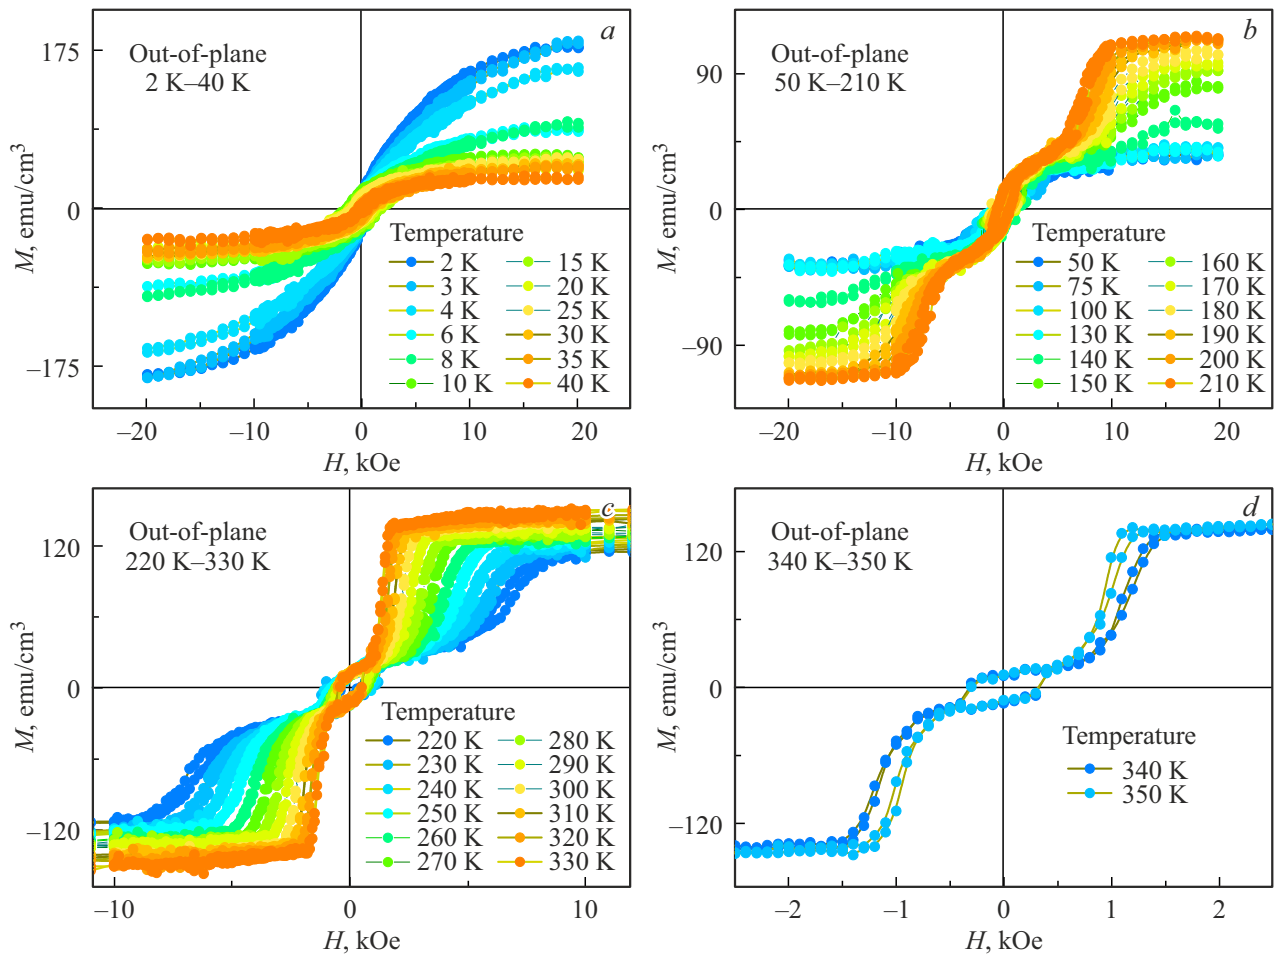 a
Out-of-plane
2 K–40 K
175
0
–175
M, emu/cm³
Temperature
2 K
3 K
4 K
6 K
8 K
10 K
15 K
20 K
25 K
30 K
35 K
40 K
–20
–10
0
10
20
H, kOe
b
Out-of-plane
50 K–210 K
90
0
–90
M, emu/cm³
Temperature
50 K
75 K
100 K
130 K
140 K
150 K
160 K
170 K
180 K
190 K
200 K
210 K
–20
–10
0
10
20
H, kOe
c
Out-of-plane
220 K–330 K
120
0
–120
M, emu/cm³
Temperature
220 K
230 K
240 K
250 K
260 K
270 K
280 K
290 K
300 K
310 K
320 K
330 K
–10
0
10
H, kOe
d
Out-of-plane
340 K–350 K
120
0
–120
M, emu/cm³
Temperature
340 K
350 K
–2
–1
0
1
2
H, kOe